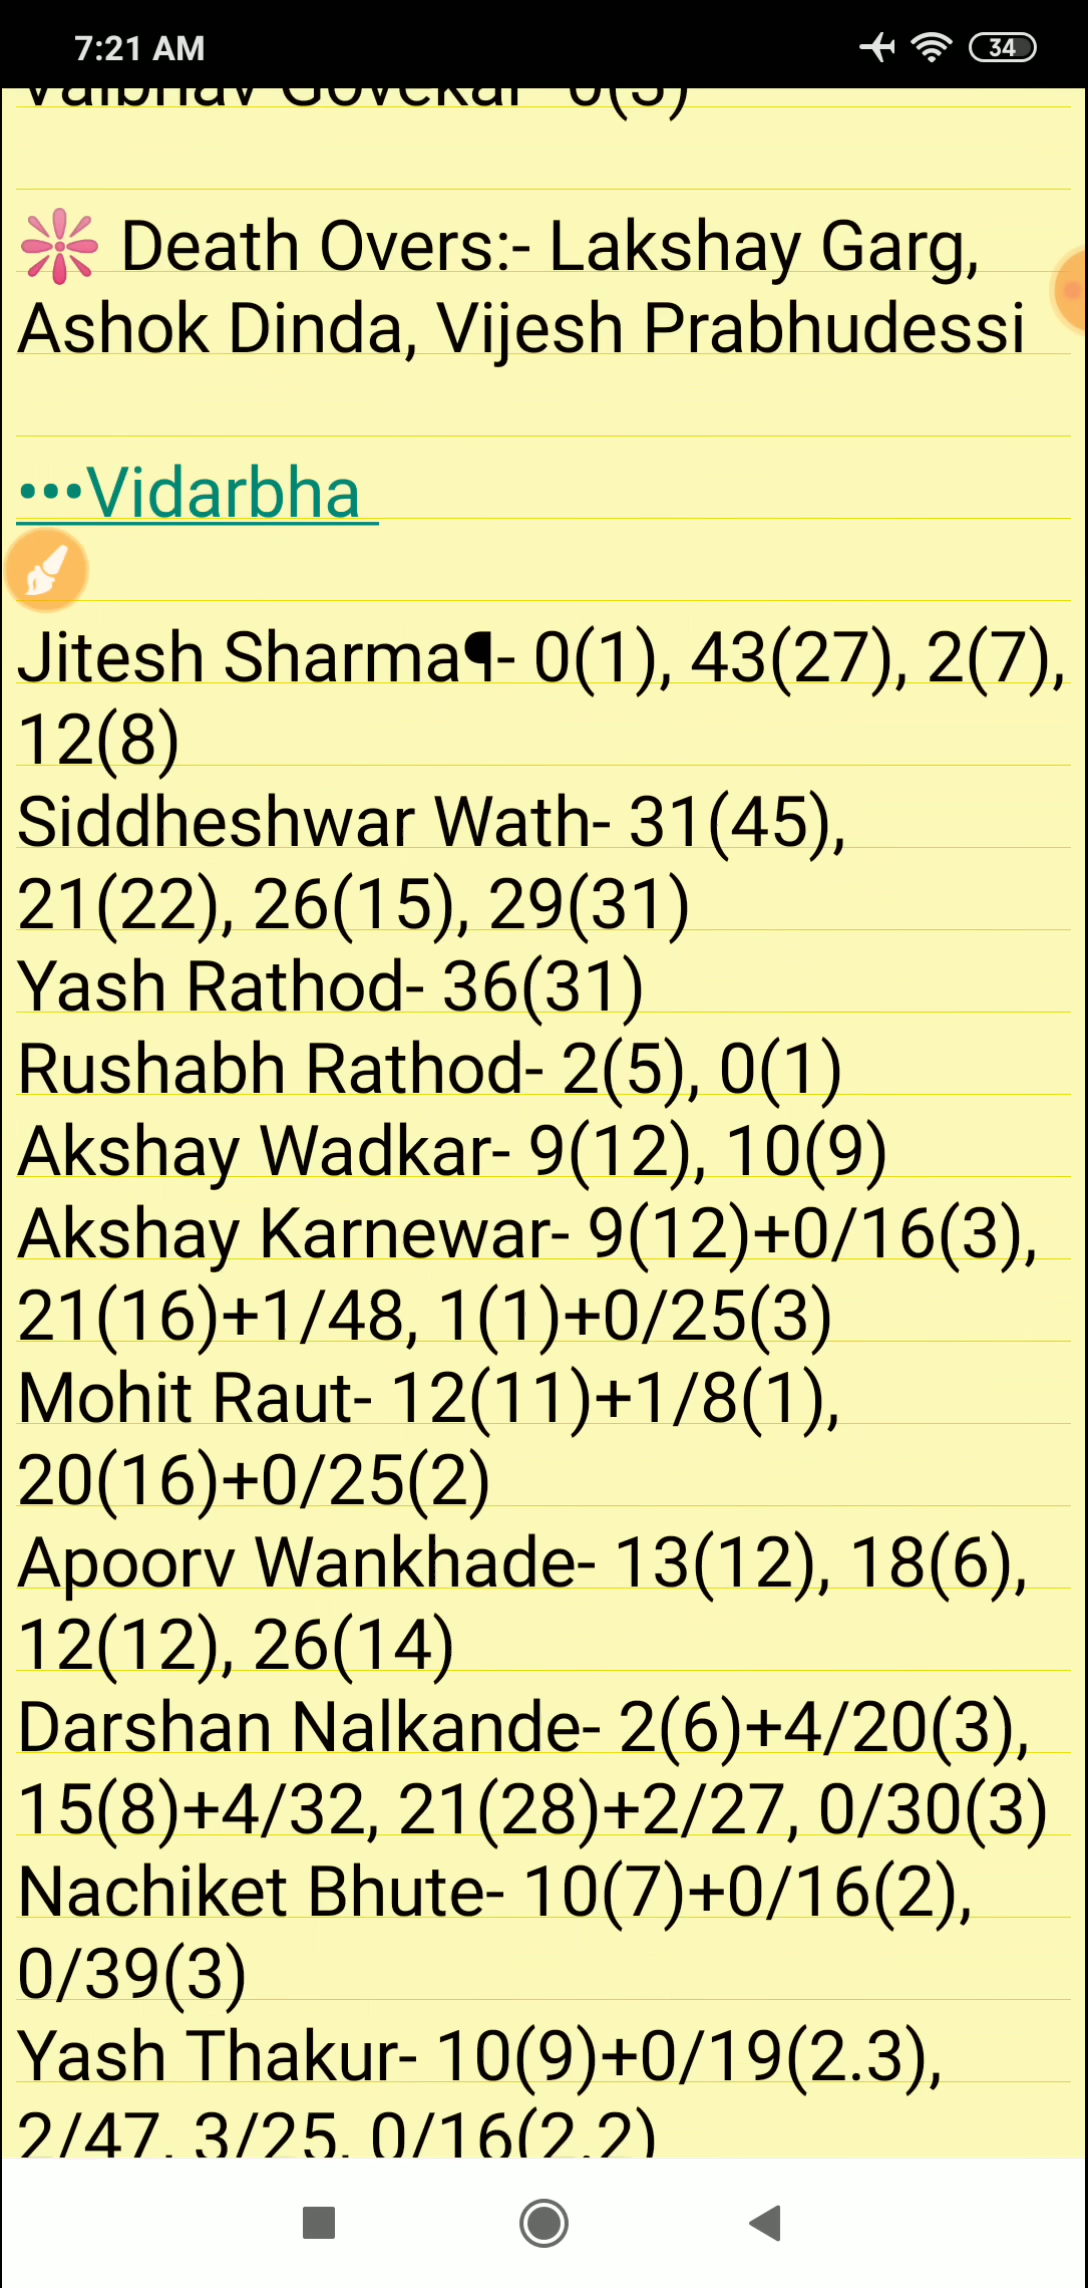 7:21 AM
34
Vaibhav Govekar- 0(3)
Death Overs:- Lakshay Garg,
Ashok Dinda, Vijesh Prabhudessi
•••Vidarbha
Jitesh Sharma¶- 0(1), 43(27), 2(7),
12(8)
Siddheshwar Wath- 31(45),
21(22), 26(15), 29(31)
Yash Rathod- 36(31)
Rushabh Rathod- 2(5), 0(1)
Akshay Wadkar- 9(12), 10(9)
Akshay Karnewar- 9(12)+0/16(3),
21(16)+1/48, 1(1)+0/25(3)
Mohit Raut- 12(11)+1/8(1),
20(16)+0/25(2)
Apoorv Wankhade- 13(12), 18(6),
12(12), 26(14)
Darshan Nalkande- 2(6)+4/20(3),
15(8)+4/32, 21(28)+2/27, 0/30(3)
Nachiket Bhute- 10(7)+0/16(2),
0/39(3)
Yash Thakur- 10(9)+0/19(2.3),
2/47, 3/25, 0/16(2.2)